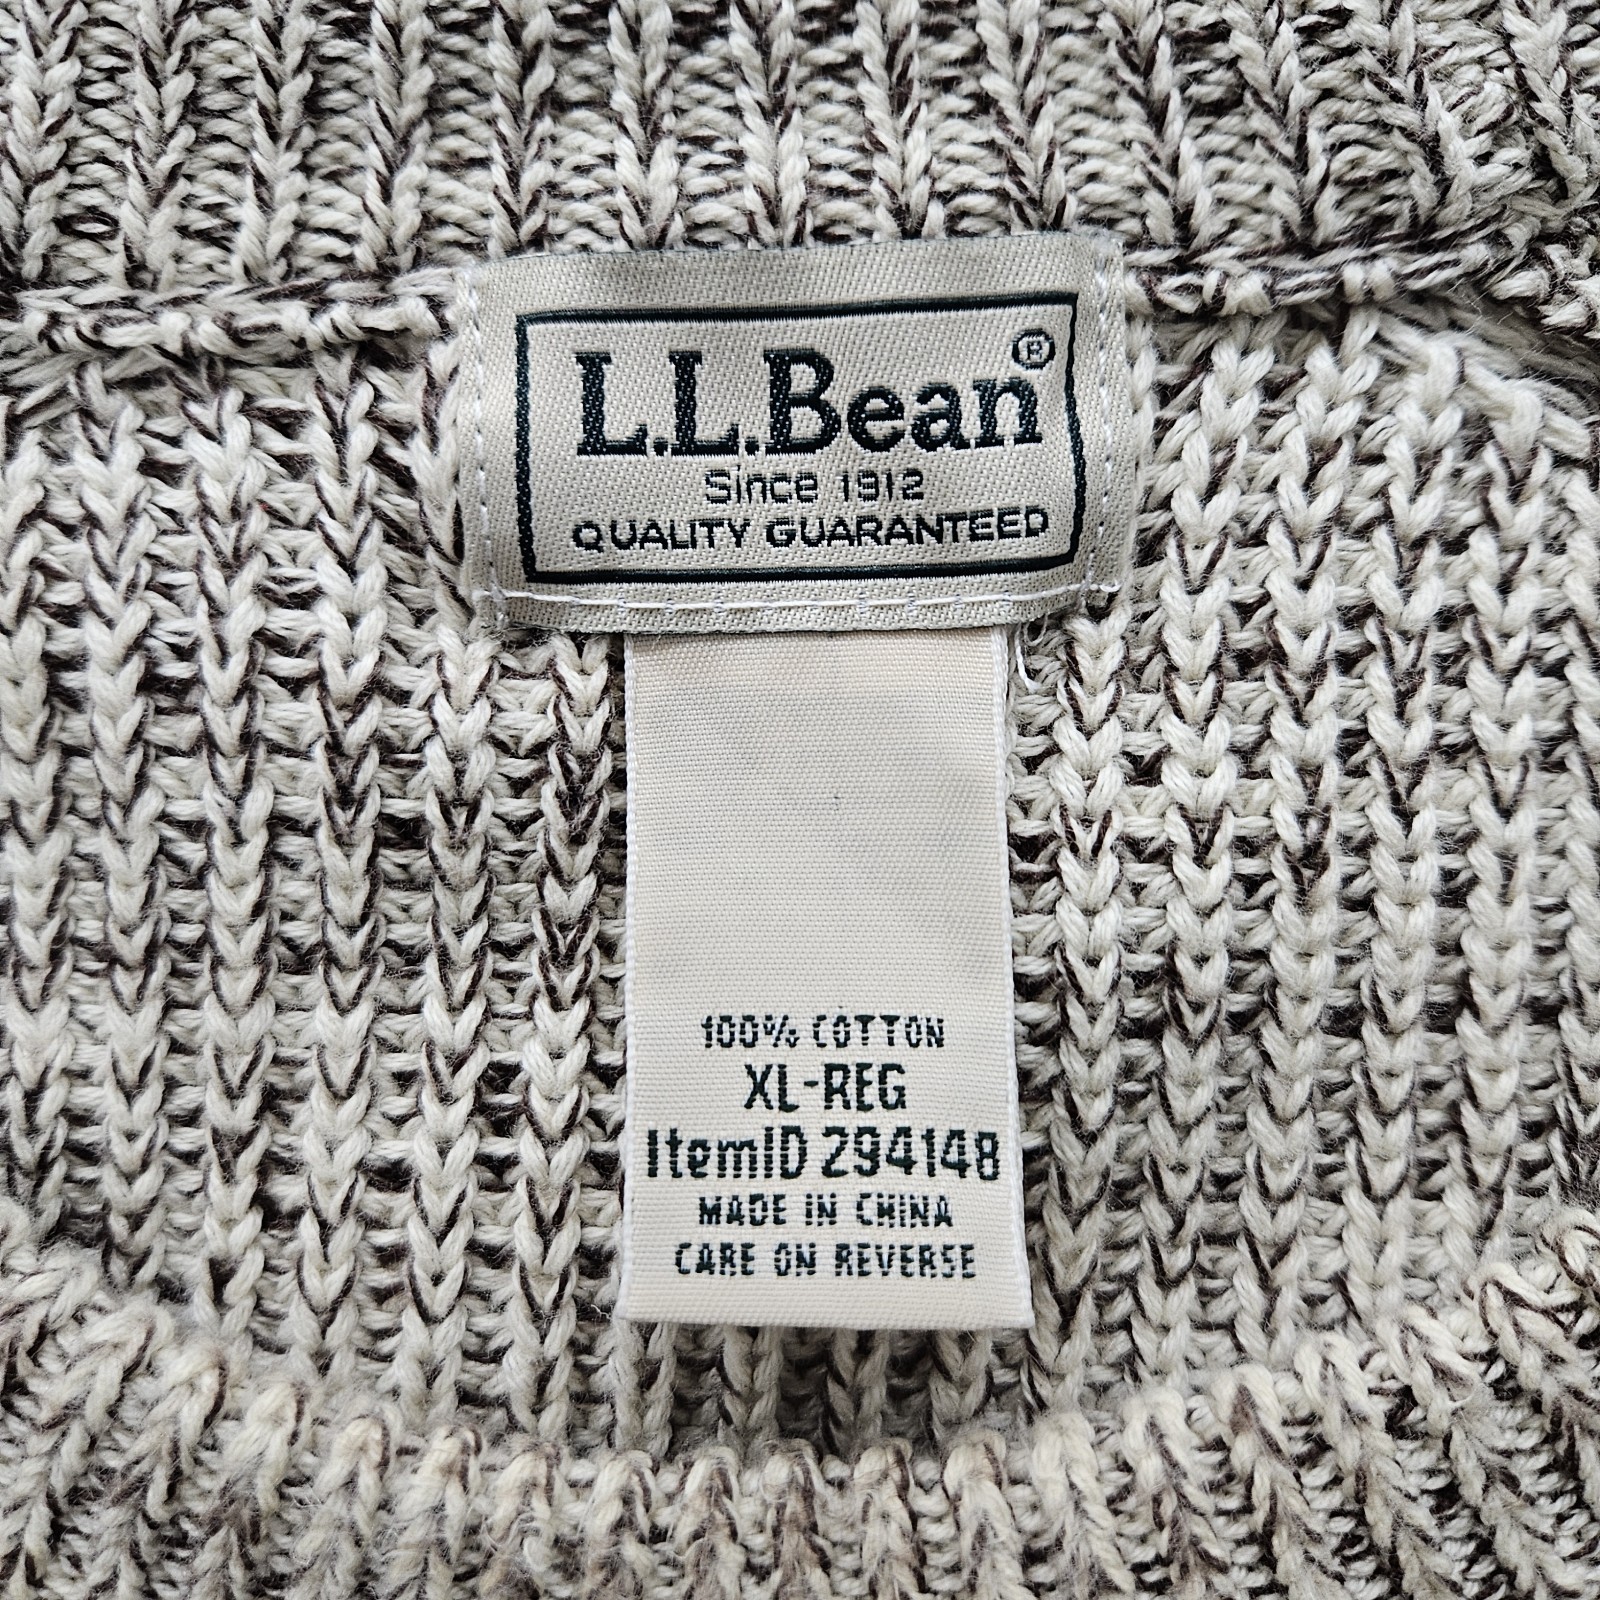 L.L.Bean®
Since 1912
QUALITY GUARANTEED
100% COTTON
XL-REG
ItemID 294148
MADE IN CHINA
CARE ON REVERSE